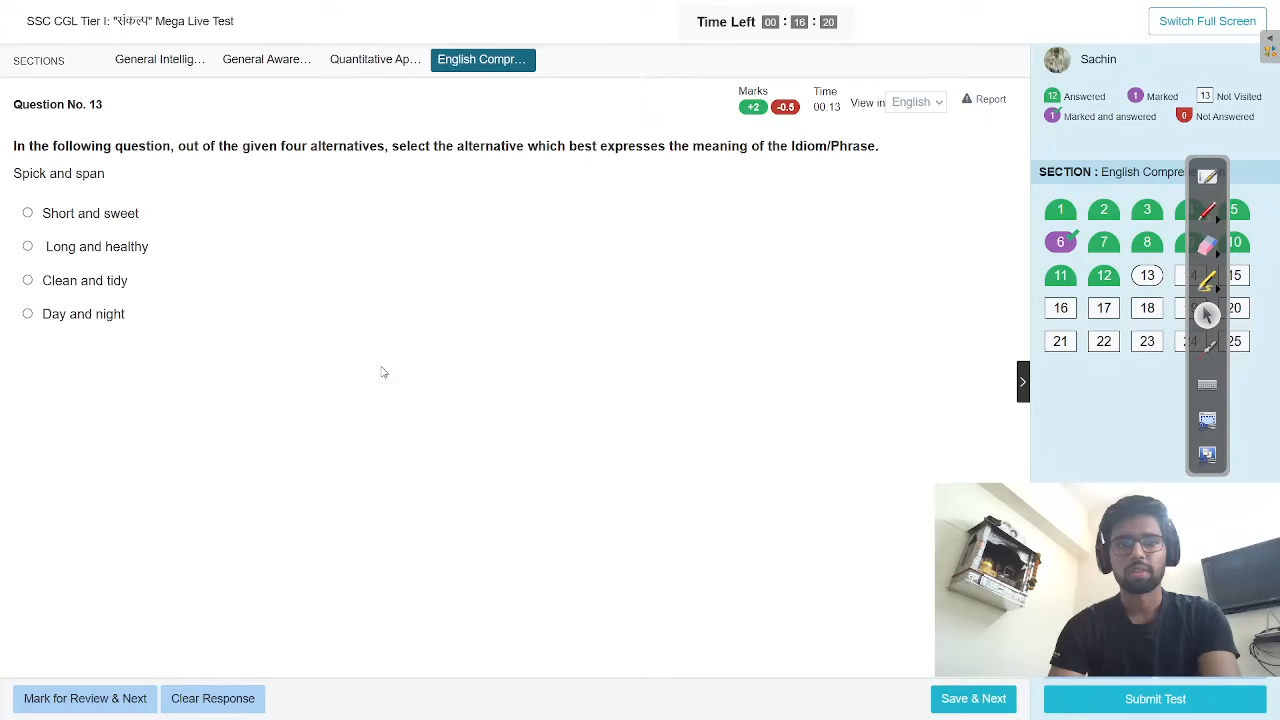 SSC CGL Tier I: "संकल्प" Mega Live Test
Time Left 00 : 16 : 20
Switch Full Screen
SECTIONS General Intellig... General Aware... Quantitative Ap... English Compr...
Sachin
Question No. 13
Marks
+2 -0.5
Time
00:13
View in English
Report
12 Answered 1 Marked 13 Not Visited
1 Marked and answered 0 Not Answered
In the following question, out of the given four alternatives, select the alternative which best expresses the meaning of the Idiom/Phrase.
Spick and span
Short and sweet
Long and healthy
Clean and tidy
Day and night
SECTION : English Compre
1 2 3 5
6 7 8 10
11 12 13 15
16 17 18 20
21 22 23 24 25
Mark for Review & Next Clear Respo... Save & Next Submit Test